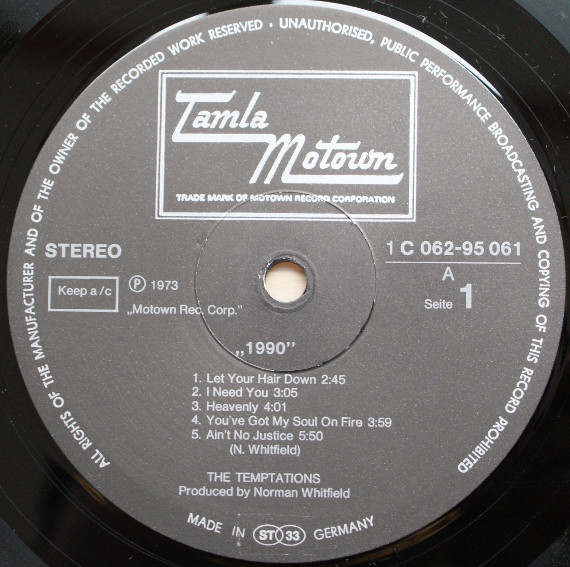 ALL RIGHTS OF THE MANUFACTURER AND OF THE OWNER OF THE RECORDED WORK RESERVED · UNAUTHORISED, PUBLIC PERFORMANCE BROADCASTING AND COPYING OF THIS RECORD PROHIBITED
Tamla
Motown
TRADE MARK OF MOTOWN RECORD CORPORATION
STEREO
1 C 062-95 061
A
Keep a/c
Ⓟ 1973
Seite 1
„Motown Rec. Corp."
„1990"
1. Let Your Hair Down 2:45
2. I Need You 3:05
3. Heavenly 4:01
4. You've Got My Soul On Fire 3:59
5. Ain't No Justice 5:50
(N. Whitfield)
THE TEMPTATIONS
Produced by Norman Whitfield
MADE IN ST 33 GERMANY